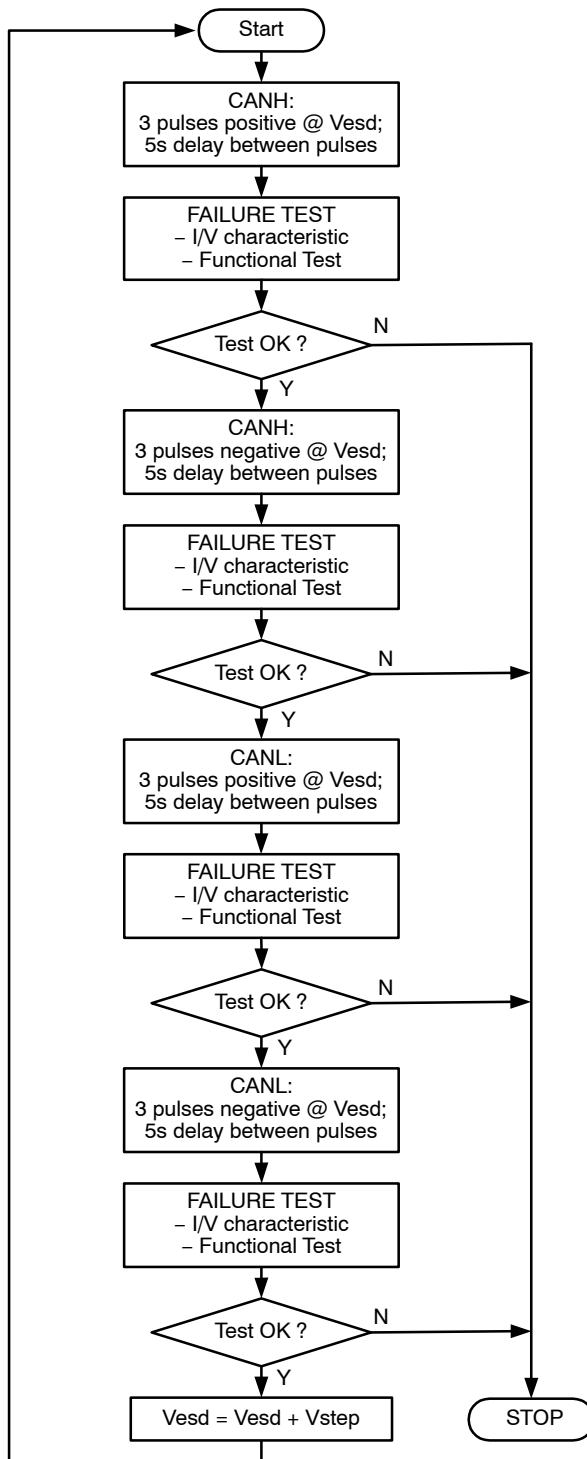 Start
CANH:
3 pulses positive @ Vesd;
5s delay between pulses
FAILURE TEST
– I/V characteristic
– Functional Test
Test OK ?
N
Y
CANH:
3 pulses negative @ Vesd;
5s delay between pulses
FAILURE TEST
– I/V characteristic
– Functional Test
Test OK ?
N
Y
CANL:
3 pulses positive @ Vesd;
5s delay between pulses
FAILURE TEST
– I/V characteristic
– Functional Test
Test OK ?
N
Y
CANL:
3 pulses negative @ Vesd;
5s delay between pulses
FAILURE TEST
– I/V characteristic
– Functional Test
Test OK ?
N
Y
Vesd = Vesd + Vstep
STOP